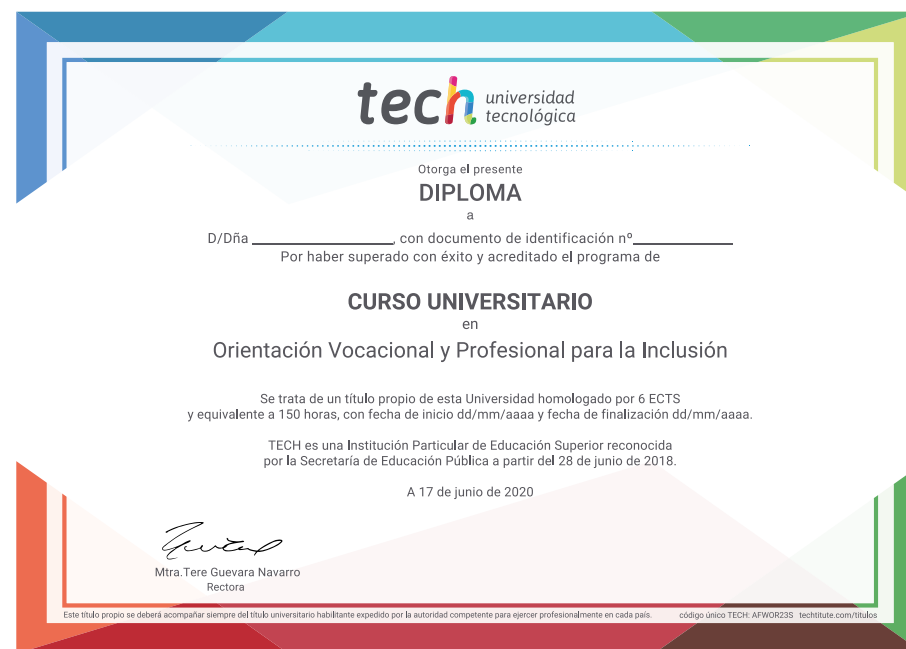 tech universidad
tecnológica
Otorga el presente
DIPLOMA
a
D/Dña ____________________, con documento de identificación nº______________
Por haber superado con éxito y acreditado el programa de
CURSO UNIVERSITARIO
en
Orientación Vocacional y Profesional para la Inclusión
Se trata de un título propio de esta Universidad homologado por 6 ECTS
y equivalente a 150 horas, con fecha de inicio dd/mm/aaaa y fecha de finalización dd/mm/aaaa.
TECH es una Institución Particular de Educación Superior reconocida
por la Secretaría de Educación Pública a partir del 28 de junio de 2018.
A 17 de junio de 2020
Mtra.Tere Guevara Navarro
Rectora
Este título propio se deberá acompañar siempre del título universitario habilitante expedido por la autoridad competente para ejercer profesionalmente en cada país. código único TECH: AFWOR23S techtitute.com/titulos